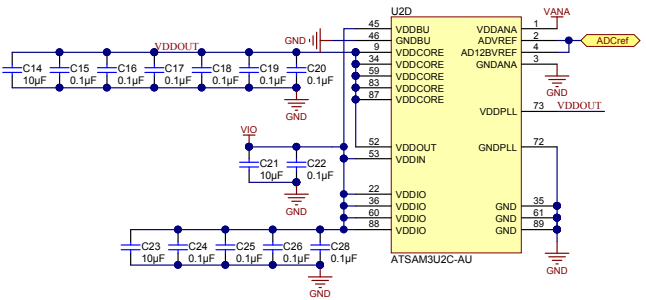 U2D
45 VDDBU VDDANA 1 VANA
GND 46 GNDBU ADVREF 2 ADCref
VDDOUT 9 VDDCORE AD12BVREF 4
34 VDDCORE GNDANA 3
59 VDDCORE
83 VDDCORE GND
87 VDDCORE
C14 C15 C16 C17 C18 C19 C20
10µF 0.1µF 0.1µF 0.1µF 0.1µF 0.1µF 0.1µF
GND
VDDPLL 73 VDDOUT
VIO
52 VDDOUT GNDPLL 72
53 VDDIN
C21 C22
10µF 0.1µF
GND
22 VDDIO
36 VDDIO GND 35
60 VDDIO GND 61
88 VDDIO GND 89
C23 C24 C25 C26 C28
10µF 0.1µF 0.1µF 0.1µF 0.1µF
ATSAM3U2C-AU
GND
GND